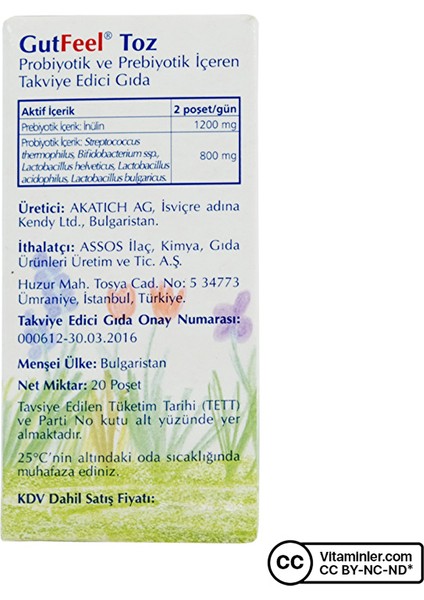 GutFeel® Toz
Probiyotik ve Prebiyotik İçeren
Takviye Edici Gıda
Aktif İçerik 2 poşet/gün
Prebiyotik İçerik: İnülin 1200 mg
Probiyotik İçerik: Streptococcus
thermophilus, Bifidobacterium ssp.,
Lactobacillus helveticus, Lactobacillus
acidophilus, Lactobacillus bulgaricus. 800 mg
Üretici: AKATICH AG, İsviçre adına
Kendy Ltd., Bulgaristan.
İthalatçı: ASSOS İlaç, Kimya, Gıda
Ürünleri Üretim ve Tic. A.Ş.
Huzur Mah. Tosya Cad. No: 5 34773
Ümraniye, İstanbul, Türkiye.
Takviye Edici Gıda Onay Numarası:
000612-30.03.2016
Menşei Ülke: Bulgaristan
Net Miktar: 20 Poşet
Tavsiye Edilen Tüketim Tarihi (TETT)
ve Parti No kutu alt yüzünde yer
almaktadır.
25°C'nin altındaki oda sıcaklığında
muhafaza ediniz.
KDV Dahil Satış Fiyatı:
CC Vitaminler.com
CC BY-NC-ND*